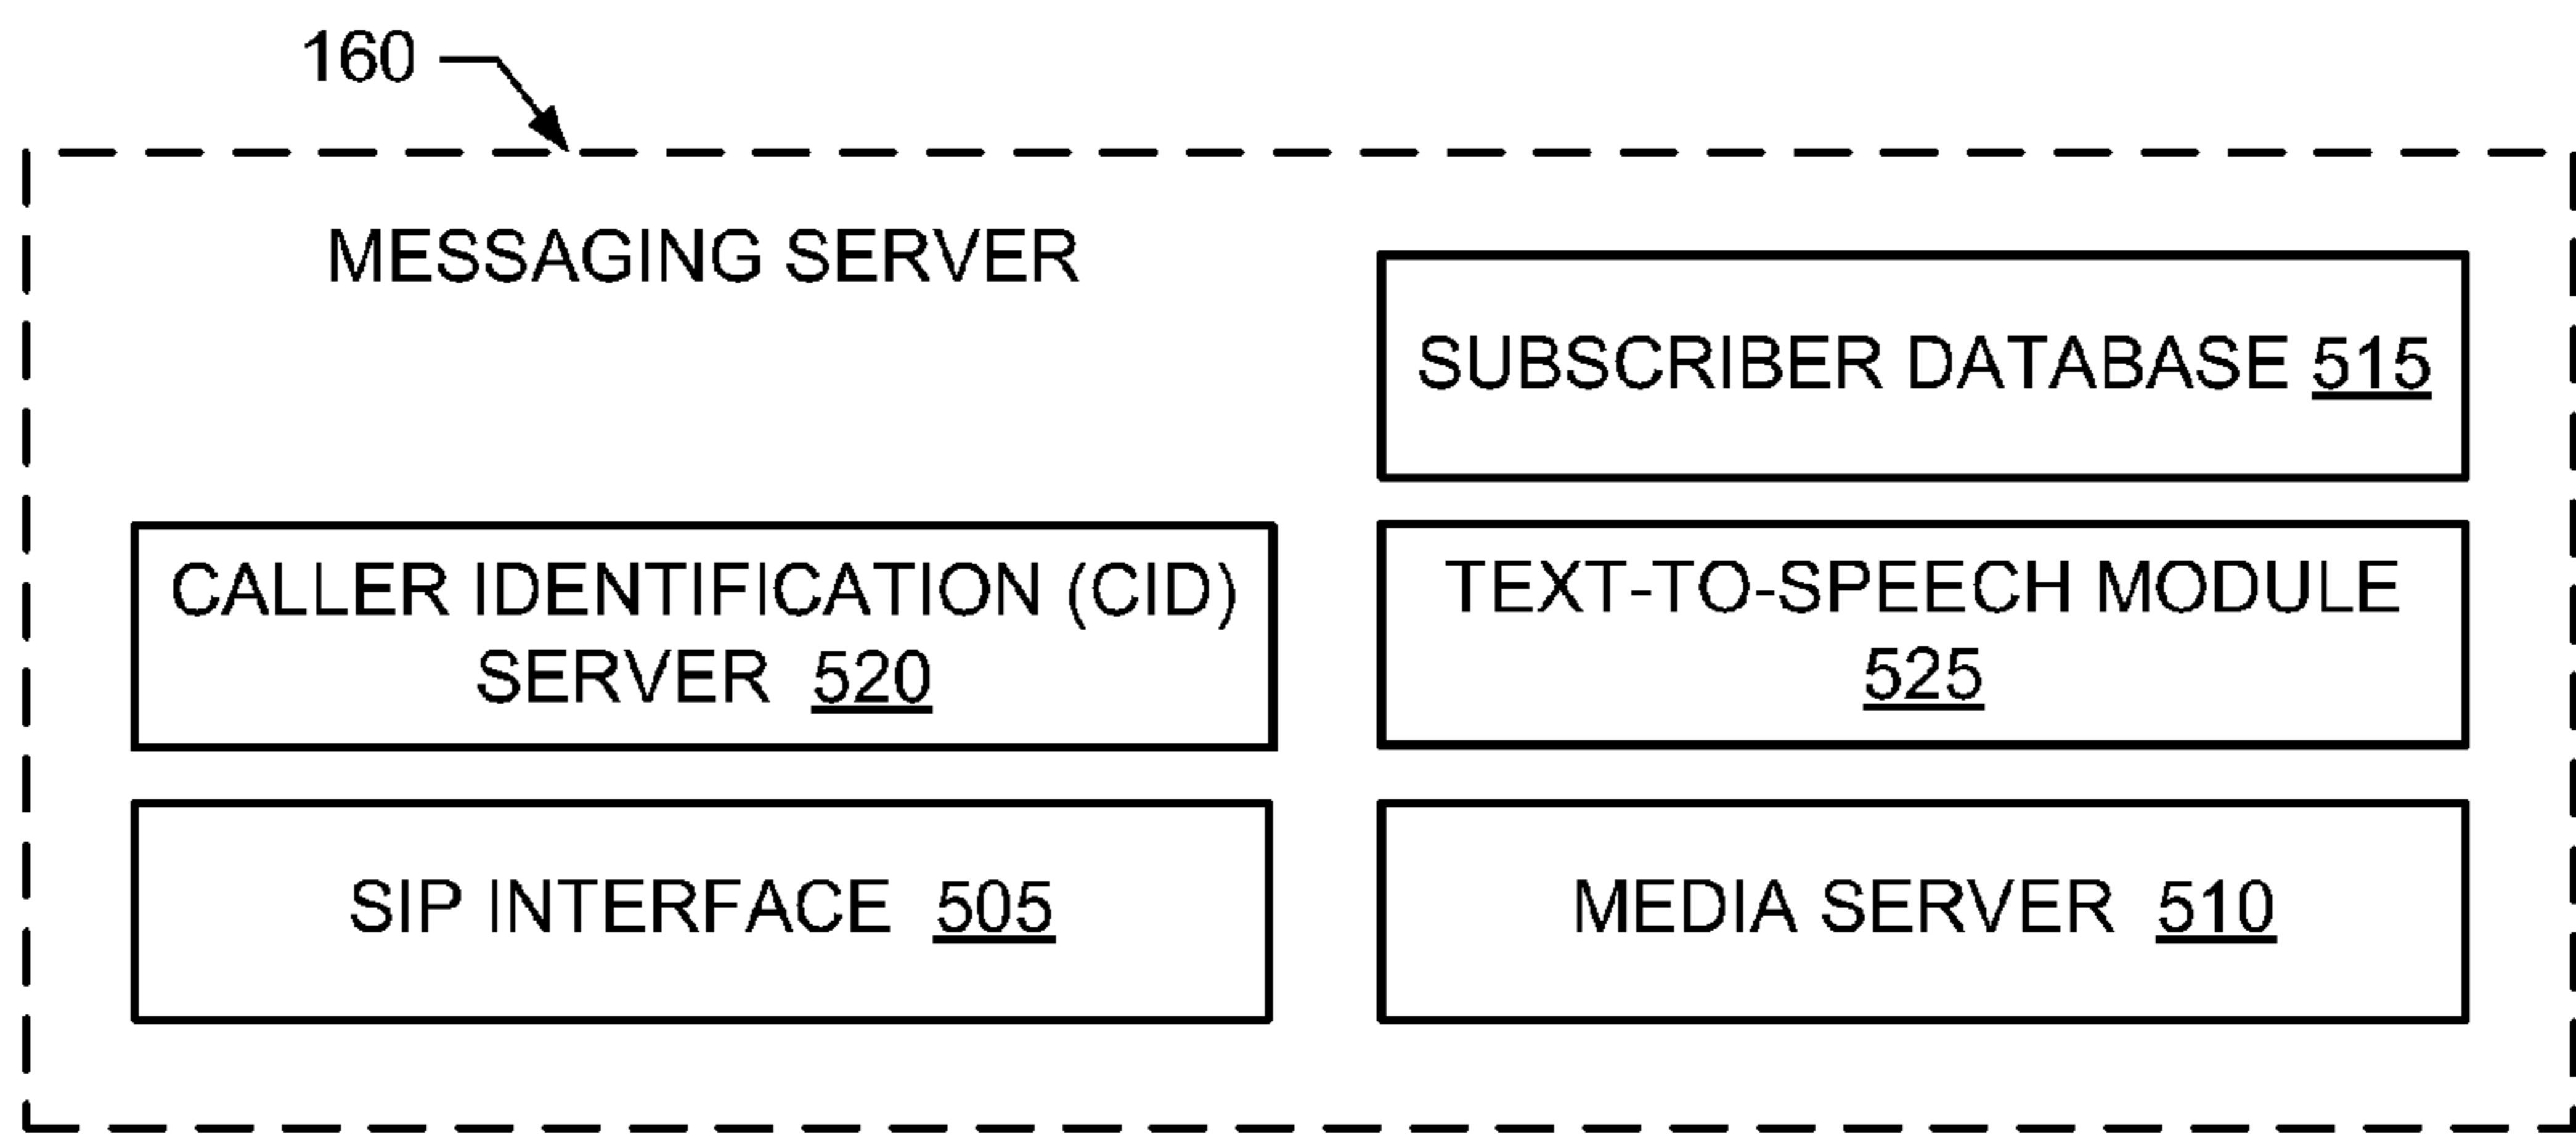 160
MESSAGING SERVER
SUBSCRIBER DATABASE 515
CALLER IDENTIFICATION (CID)
SERVER 520
TEXT-TO-SPEECH MODULE
525
SIP INTERFACE 505
MEDIA SERVER 510